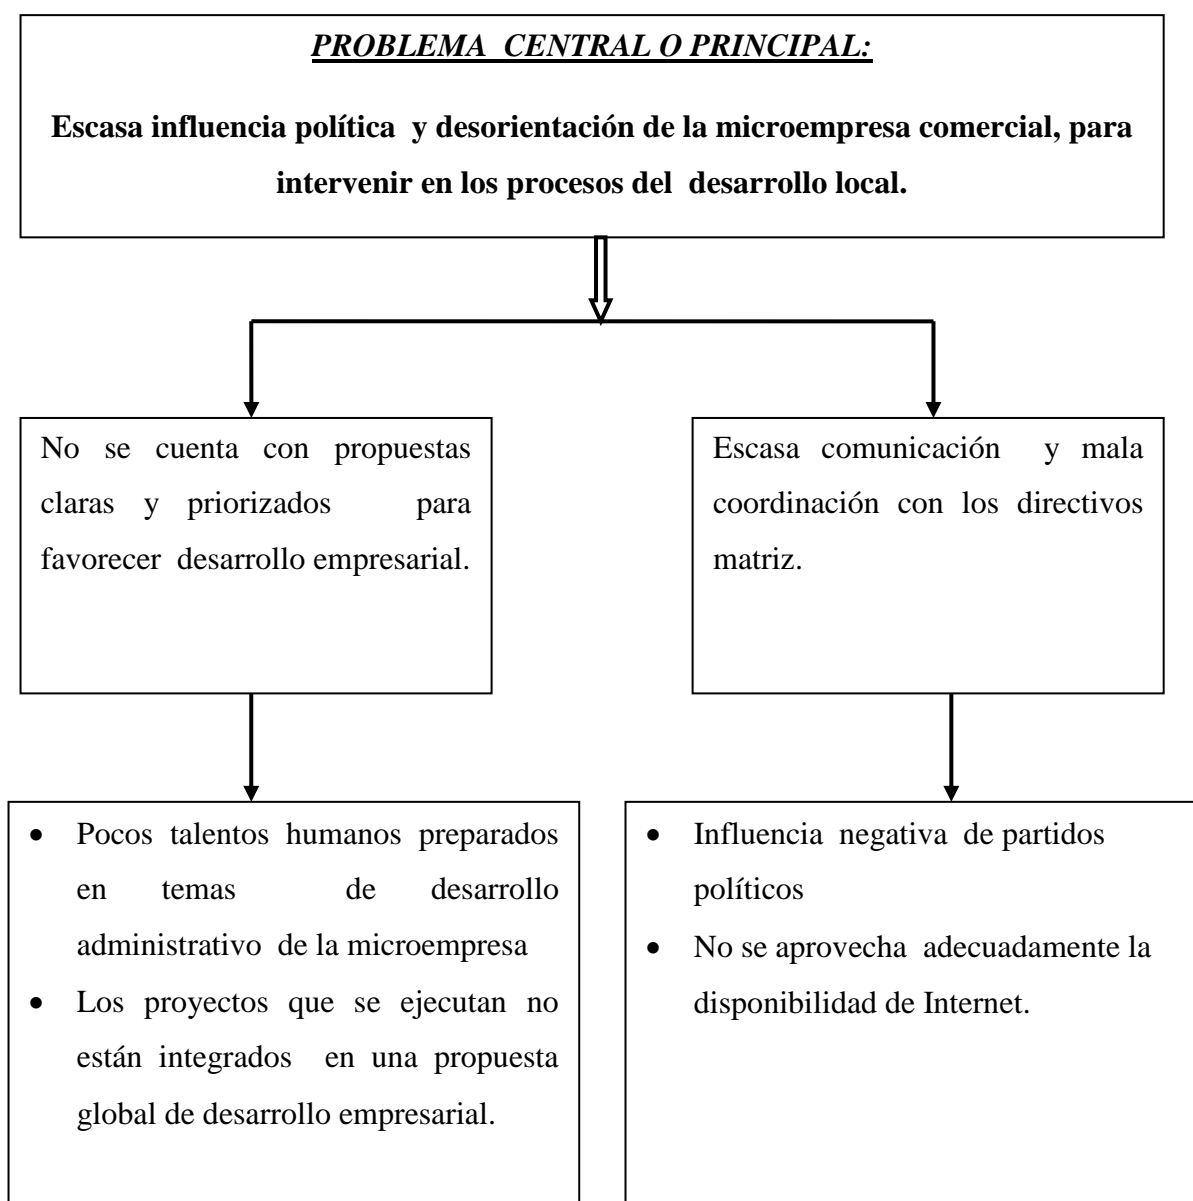 PROBLEMA CENTRAL O PRINCIPAL:
Escasa influencia política y desorientación de la microempresa comercial, para
intervenir en los procesos del desarrollo local.
No se cuenta con propuestas
claras y priorizados para
favorecer desarrollo empresarial.
Escasa comunicación y mala
coordinación con los directivos
matriz.
• Pocos talentos humanos preparados
en temas de desarrollo
administrativo de la microempresa
• Los proyectos que se ejecutan no
están integrados en una propuesta
global de desarrollo empresarial.
• Influencia negativa de partidos
políticos
• No se aprovecha adecuadamente la
disponibilidad de Internet.